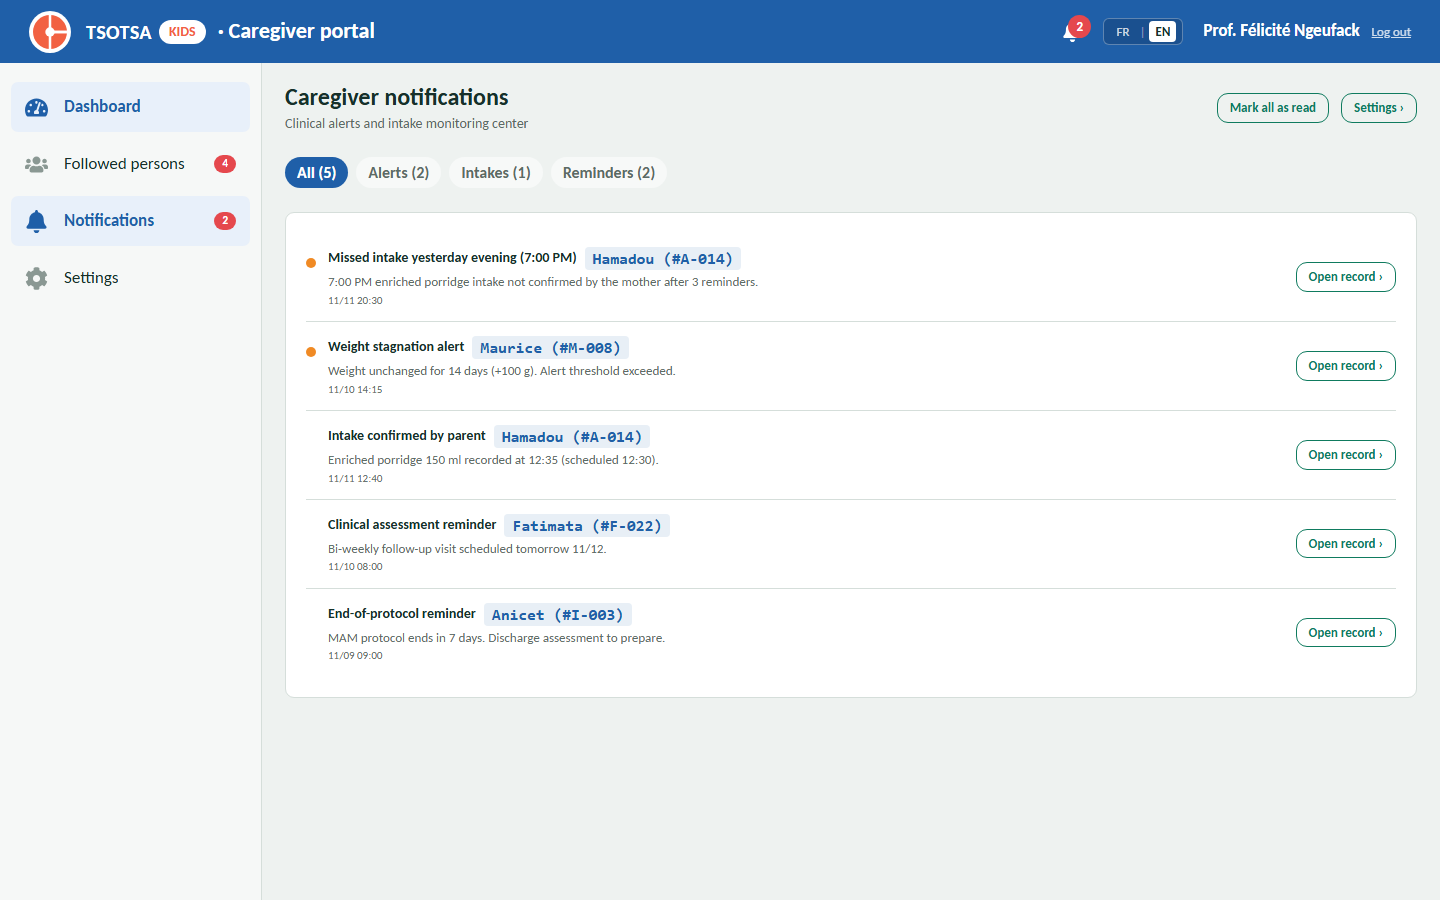 TSOTSA KIDS · Caregiver portal
2
FR | EN
Prof. Félicité Ngeufack
Log out
Dashboard
Followed persons 4
Notifications 2
Settings
Caregiver notifications
Clinical alerts and intake monitoring center
Mark all as read
Settings ›
All (5)
Alerts (2)
Intakes (1)
Reminders (2)
Missed intake yesterday evening (7:00 PM) Hamadou (#A-014)
7:00 PM enriched porridge intake not confirmed by the mother after 3 reminders.
11/11 20:30
Open record ›
Weight stagnation alert Maurice (#M-008)
Weight unchanged for 14 days (+100 g). Alert threshold exceeded.
11/10 14:15
Open record ›
Intake confirmed by parent Hamadou (#A-014)
Enriched porridge 150 ml recorded at 12:35 (scheduled 12:30).
11/11 12:40
Open record ›
Clinical assessment reminder Fatimata (#F-022)
Bi-weekly follow-up visit scheduled tomorrow 11/12.
11/10 08:00
Open record ›
End-of-protocol reminder Anicet (#I-003)
MAM protocol ends in 7 days. Discharge assessment to prepare.
11/09 09:00
Open record ›